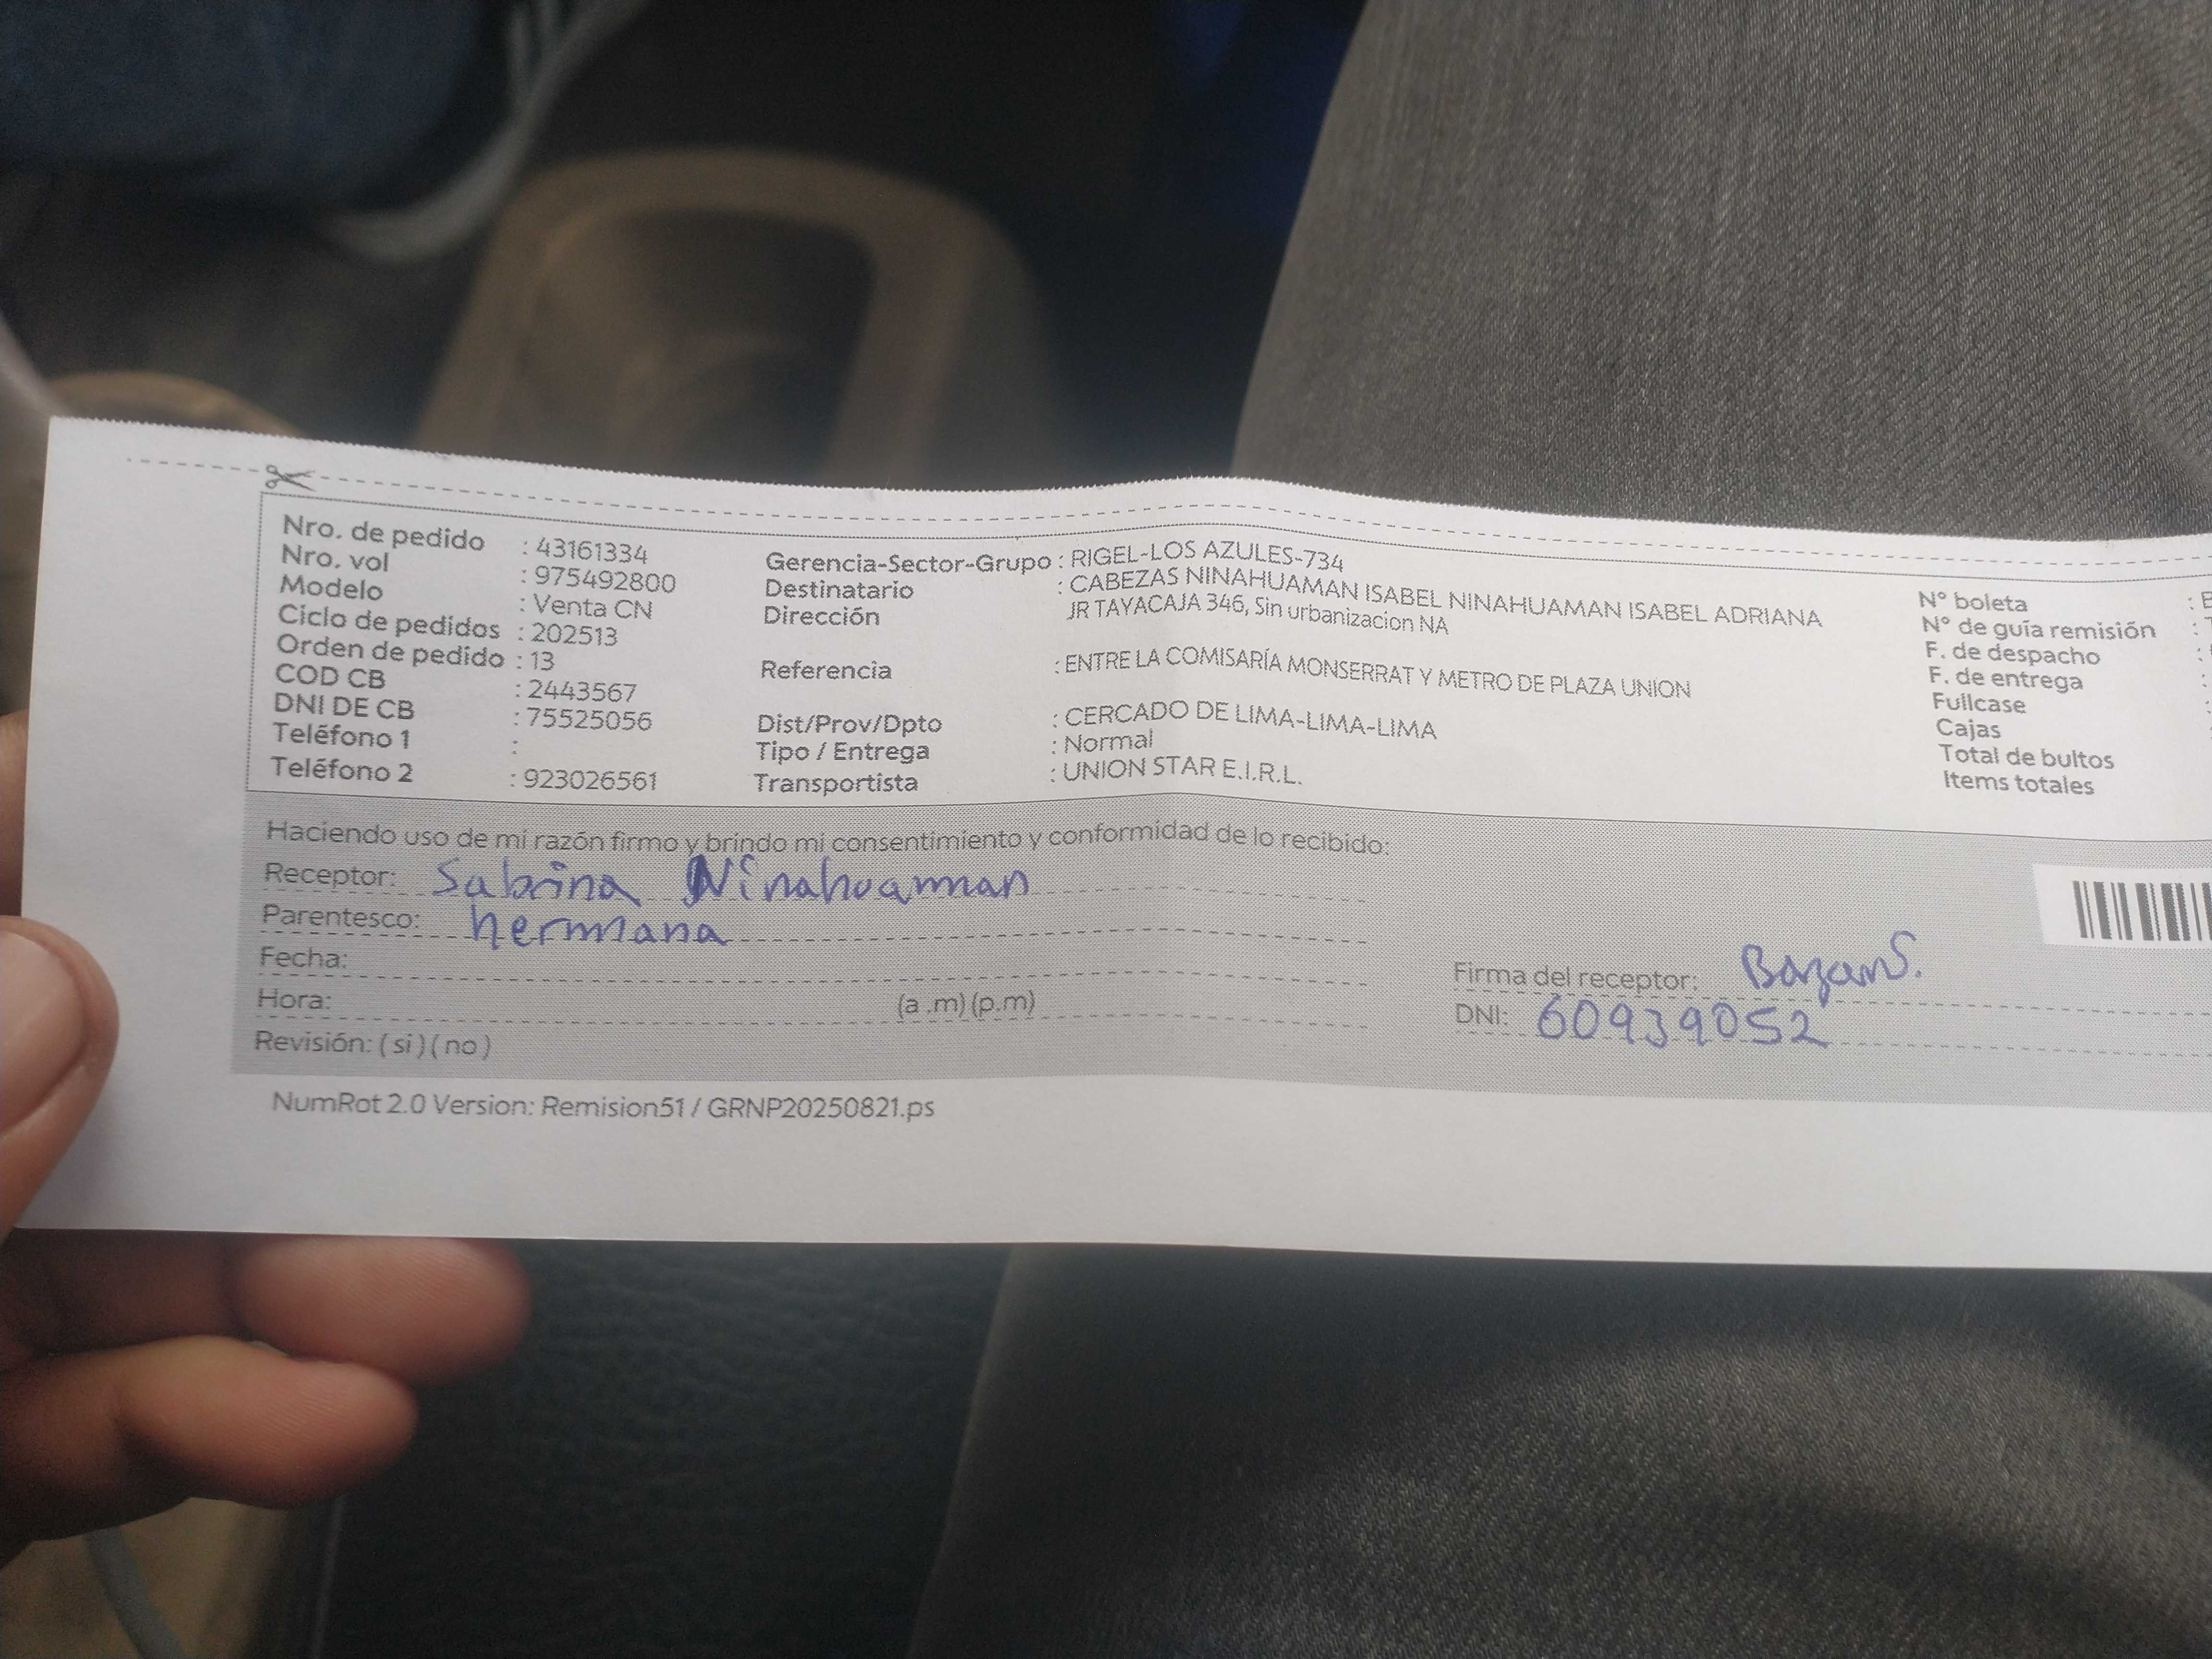 Nro. de pedido : 43161334
Nro. vol : 975492800
Modelo : Venta CN
Ciclo de pedidos : 202513
Orden de pedido : 13
COD CB : 2443567
DNI DE CB : 75525056
Teléfono 1 :
Teléfono 2 : 923026561
Gerencia-Sector-Grupo : RIGEL-LOS AZULES-734
Destinatario : CABEZAS NINAHUAMAN ISABEL NINAHUAMAN ISABEL ADRIANA
Dirección JR TAYACAJA 346, Sin urbanizacion NA
Referencia : ENTRE LA COMISARÍA MONSERRAT Y METRO DE PLAZA UNION
Dist/Prov/Dpto : CERCADO DE LIMA-LIMA-LIMA
Tipo / Entrega : Normal
Transportista : UNION STAR E.I.R.L.
N° boleta :
N° de guía remisión :
F. de despacho :
F. de entrega :
Fullcase :
Cajas
Total de bultos
Items totales
Haciendo uso de mi razón firmo y brindo mi consentimiento y conformidad de lo recibido:
Receptor: Sabrina Ninahuaman
Parentesco: hermana
Fecha:
Hora: (a .m) (p.m)
Revisión: ( si ) ( no )
Firma del receptor: Bazan S.
DNI: 60939052
NumRot 2.0 Version: Remision51 / GRNP20250821.ps